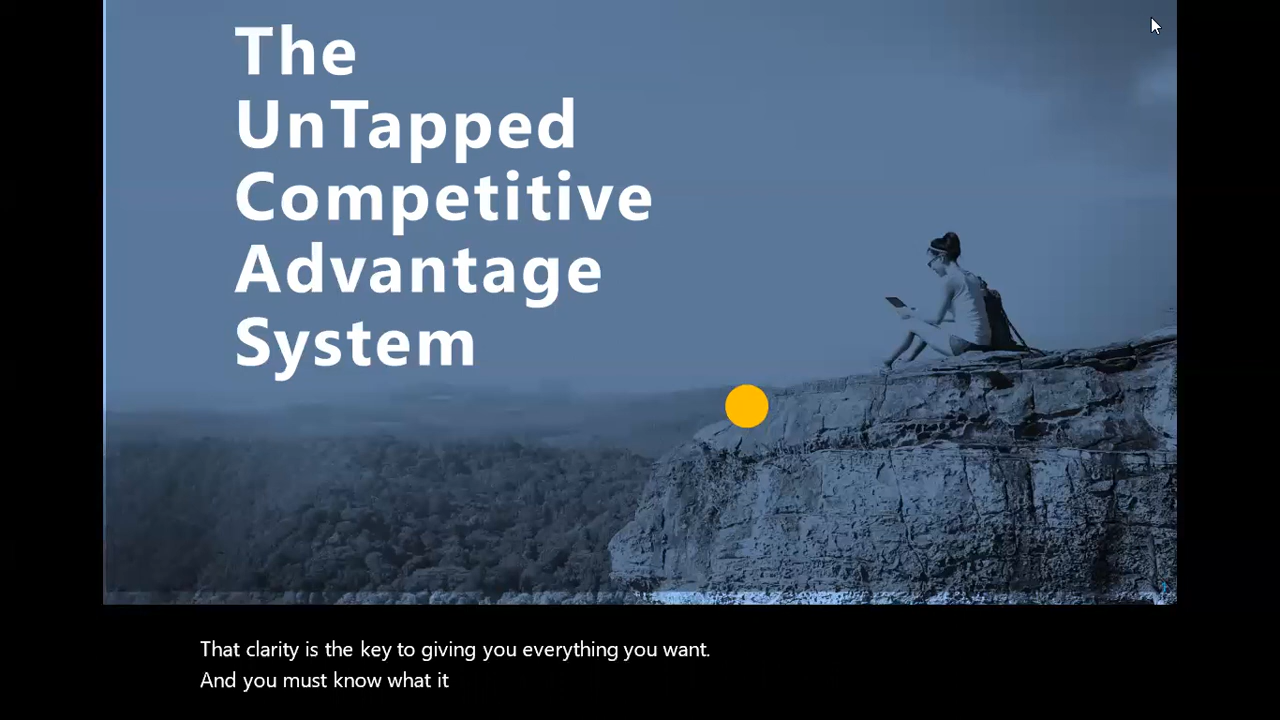 The
UnTapped
Competitive
Advantage
System
That clarity is the key to giving you everything you want.
And you must know what it